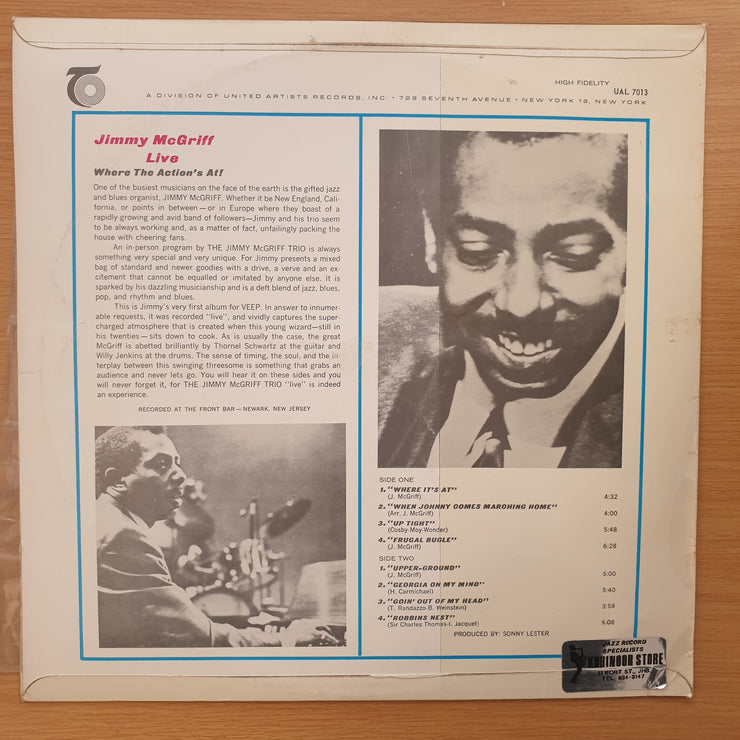 HIGH FIDELITY
UAL 7013
A DIVISION OF UNITED ARTISTS RECORDS, INC. • 729 SEVENTH AVENUE • NEW YORK 19, NEW YORK
Jimmy McGriff
Live
Where The Action's At!
One of the busiest musicians on the face of the earth is the gifted jazz
and blues organist, JIMMY McGRIFF. Whether it be New England, Cali-
fornia, or points in between—or in Europe where they boast of a
rapidly-growing and avid band of followers—Jimmy and his trio seem
to be always working and, as a matter of fact, unfailingly packing the
house with cheering fans.
An in-person program by THE JIMMY McGRIFF TRIO is always
something very special and very unique. For Jimmy presents a mixed
bag of standard and newer goodies with a drive, a verve and an ex-
citement that cannot be equalled or imitated by anyone else. It is
sparked by his dazzling musicianship and is a deft blend of jazz, blues,
pop, and rhythm and blues.
This is Jimmy's very first album for VEEP. In answer to innumer-
able requests, it was recorded "live", and vividly captures the super-
charged atmosphere that is created when this young wizard—still in
his twenties—sits down to cook. As is usually the case, the great
McGriff is abetted brilliantly by Thornel Schwartz at the guitar and
Willy Jenkins at the drums. The sense of timing, the soul, and the in-
terplay between this swinging threesome is something that grabs an
audience and never lets go. You will hear it on these sides and you
will never forget it, for THE JIMMY McGRIFF TRIO "live" is indeed
an experience.
RECORDED AT THE FRONT BAR — NEWARK, NEW JERSEY
SIDE ONE
1. "WHERE IT'S AT"
(J. McGriff) 4:32
2. "WHEN JOHNNY COMES MARCHING HOME"
(Arr. J. McGriff) 4:00
3. "UP TIGHT"
(Cosby-Moy-Wonder) 5:48
4. "FRUGAL BUGLE"
(J. McGriff) 6:28
SIDE TWO
1. "UPPER-GROUND"
(J. McGriff) 5:00
2. "GEORGIA ON MY MIND"
(H. Carmichael) 5:40
3. "GOIN' OUT OF MY HEAD"
(T. Randazzo-B. Weinstein) 3:58
4. "ROBBINS NEST"
(Sir Charles Thomas-I. Jacquet) 9:08
PRODUCED BY: SONNY LESTER
JAZZ RECORD
SPECIALISTS
KOHINOOR STORE
KORT ST., JHB.
TEL. 834-3147